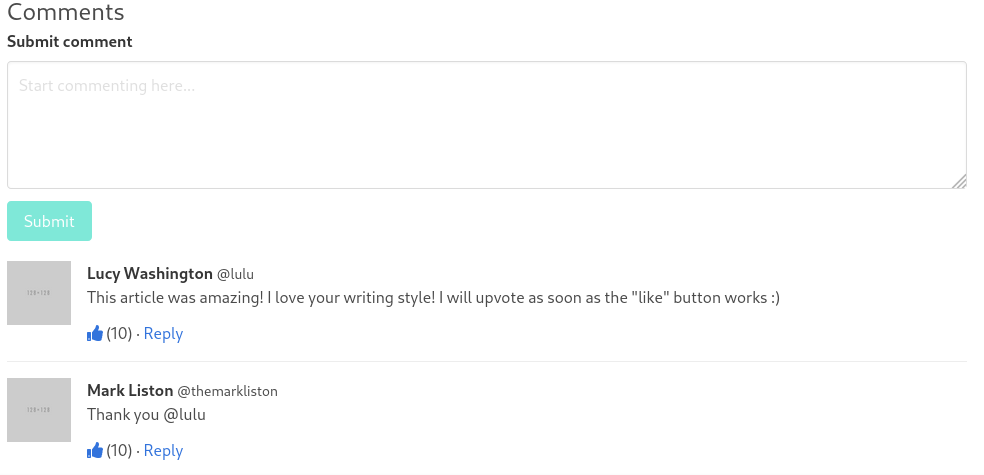 Comments
Submit comment
Start commenting here...
Submit
128×128
Lucy Washington @lulu
This article was amazing! I love your writing style! I will upvote as soon as the "like" button works :)
(10) · Reply
128×128
Mark Liston @themarkliston
Thank you @lulu
(10) · Reply